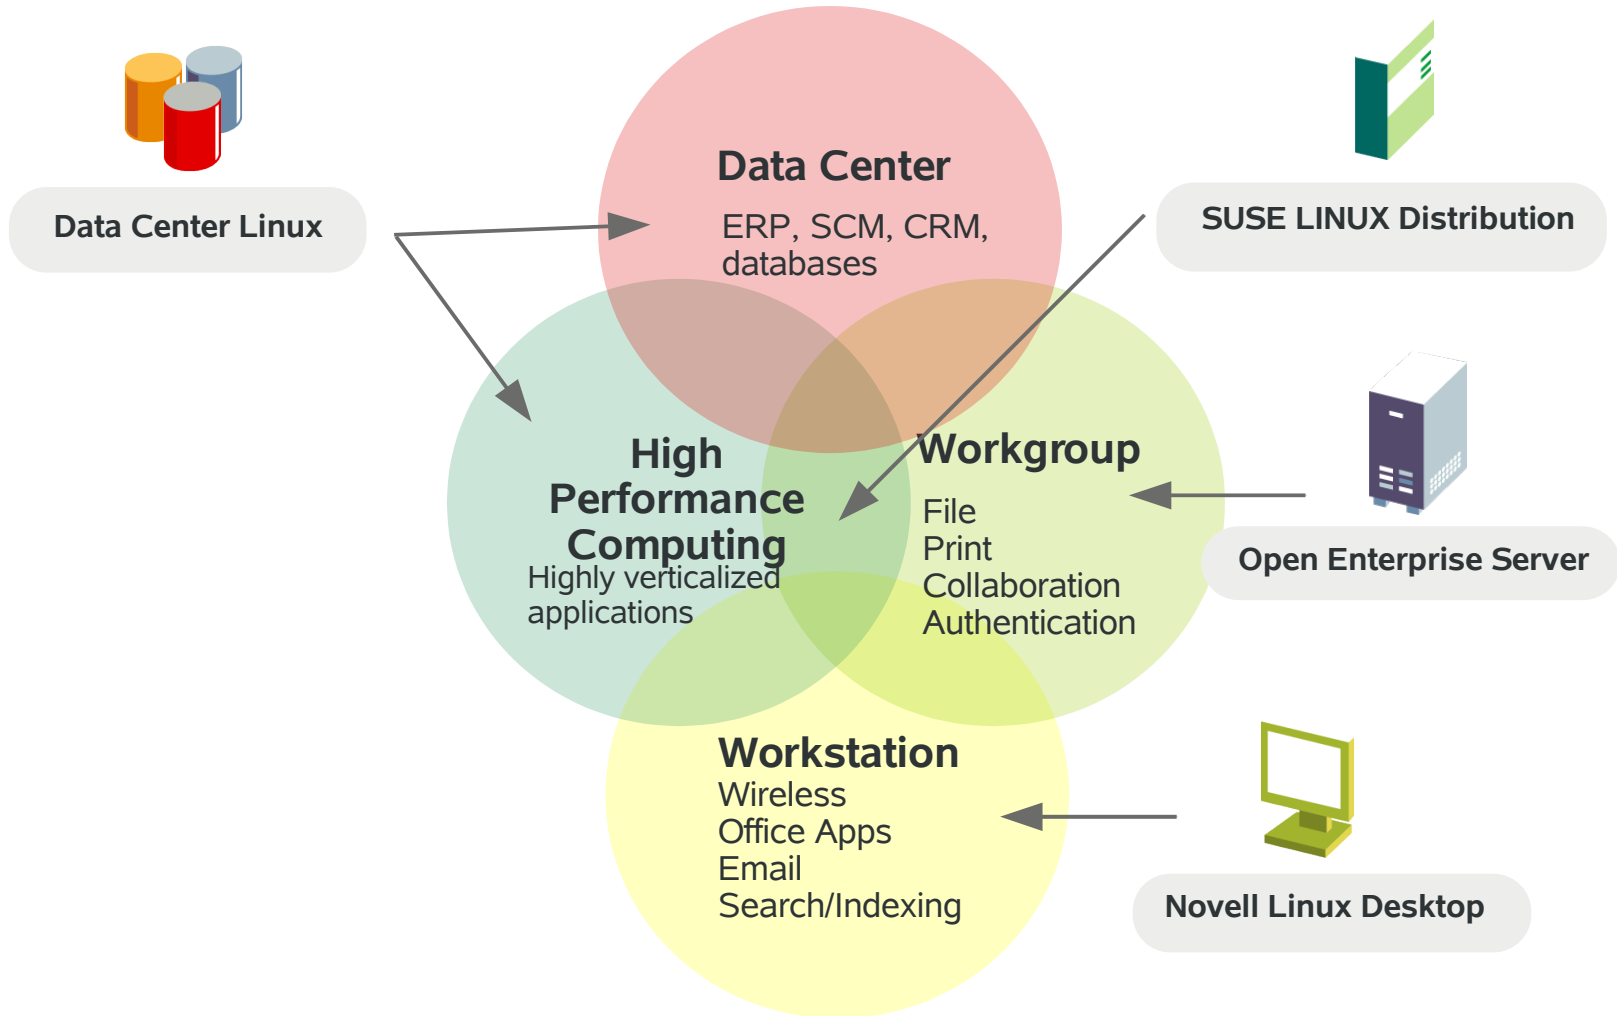 Data Center Linux
Data Center
ERP, SCM, CRM,
databases
SUSE LINUX Distribution
High
Performance
Computing
Highly verticalized
applications
Workgroup
File
Print
Collaboration
Authentication
Open Enterprise Server
Workstation
Wireless
Office Apps
Email
Search/Indexing
Novell Linux Desktop